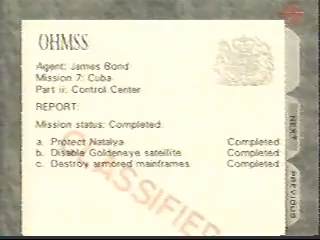 OHMSS
Agent: James Bond
Mission 7: Cuba
Part ii: Control Center
REPORT:
Mission status: Completed
a. Protect Natalya Completed
b. Disable Goldeneye satellite Completed
c. Destroy armored mainframes Completed
CLASSIFIED
NEXT
PREVIOUS